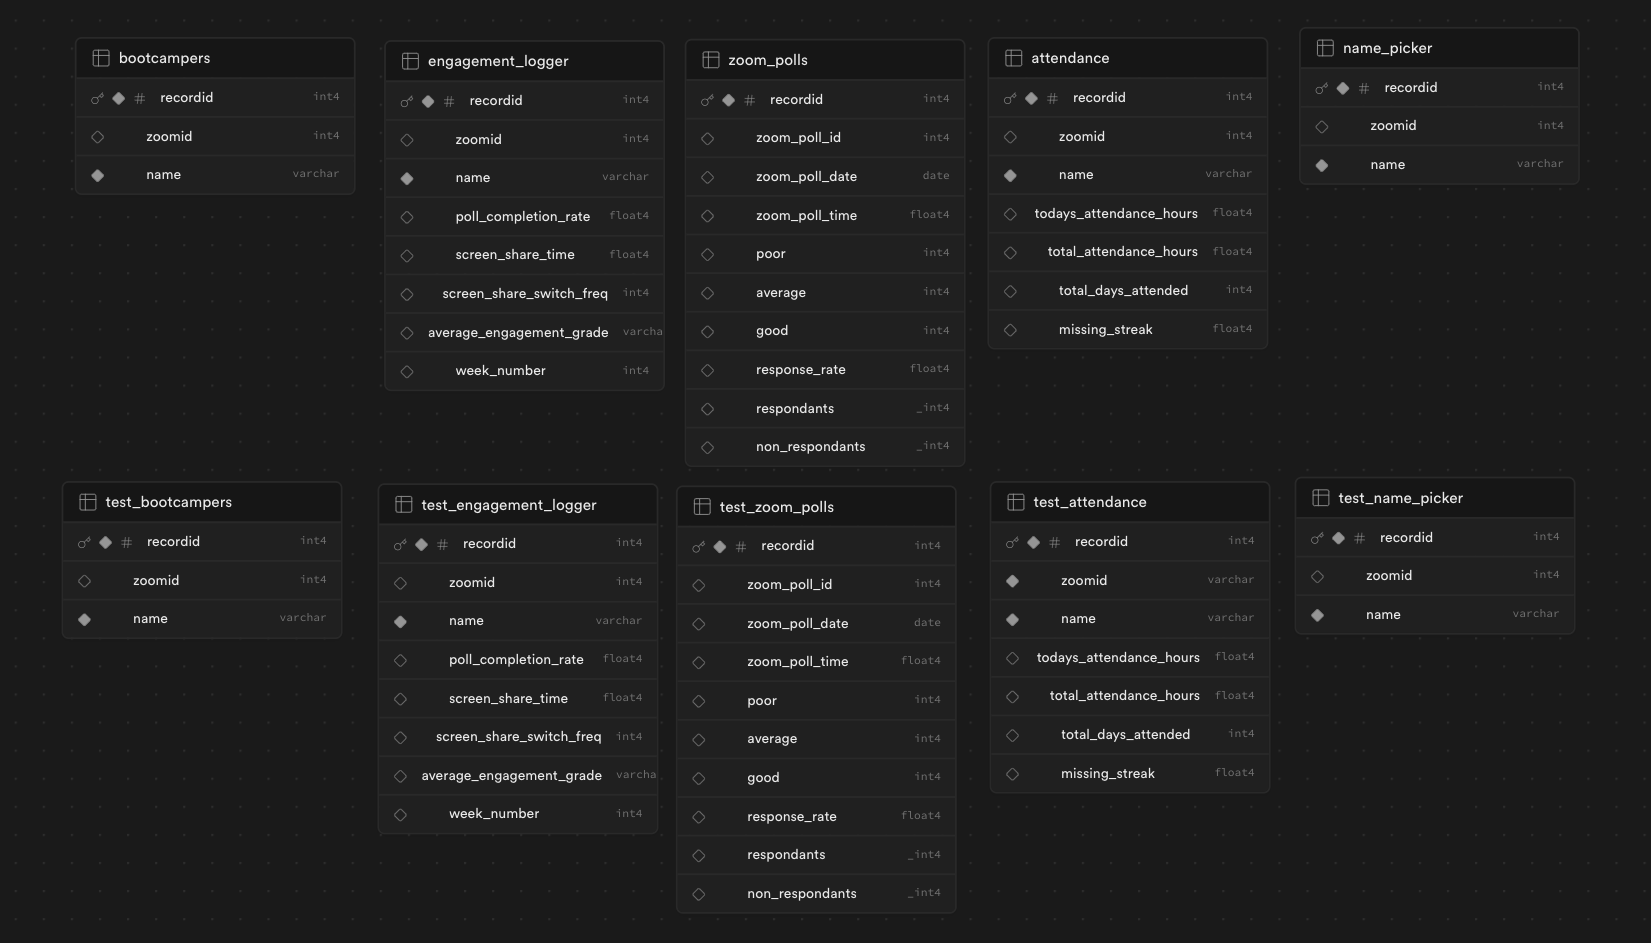 bootcampers
# recordid int4
zoomid int4
name varchar
engagement_logger
# recordid int4
zoomid int4
name varchar
poll_completion_rate float4
screen_share_time float4
screen_share_switch_freq int4
average_engagement_grade varcha
week_number int4
zoom_polls
# recordid int4
zoom_poll_id int4
zoom_poll_date date
zoom_poll_time float4
poor int4
average int4
good int4
response_rate float4
respondants _int4
non_respondants _int4
attendance
# recordid int4
zoomid int4
name varchar
todays_attendance_hours float4
total_attendance_hours float4
total_days_attended int4
missing_streak float4
name_picker
# recordid int4
zoomid int4
name varchar
test_bootcampers
# recordid int4
zoomid int4
name varchar
test_engagement_logger
# recordid int4
zoomid int4
name varchar
poll_completion_rate float4
screen_share_time float4
screen_share_switch_freq int4
average_engagement_grade varcha
week_number int4
test_zoom_polls
# recordid int4
zoom_poll_id int4
zoom_poll_date date
zoom_poll_time float4
poor int4
average int4
good int4
response_rate float4
respondants _int4
non_respondants _int4
test_attendance
# recordid int4
zoomid varchar
name varchar
todays_attendance_hours float4
total_attendance_hours float4
total_days_attended int4
missing_streak float4
test_name_picker
# recordid int4
zoomid int4
name varchar